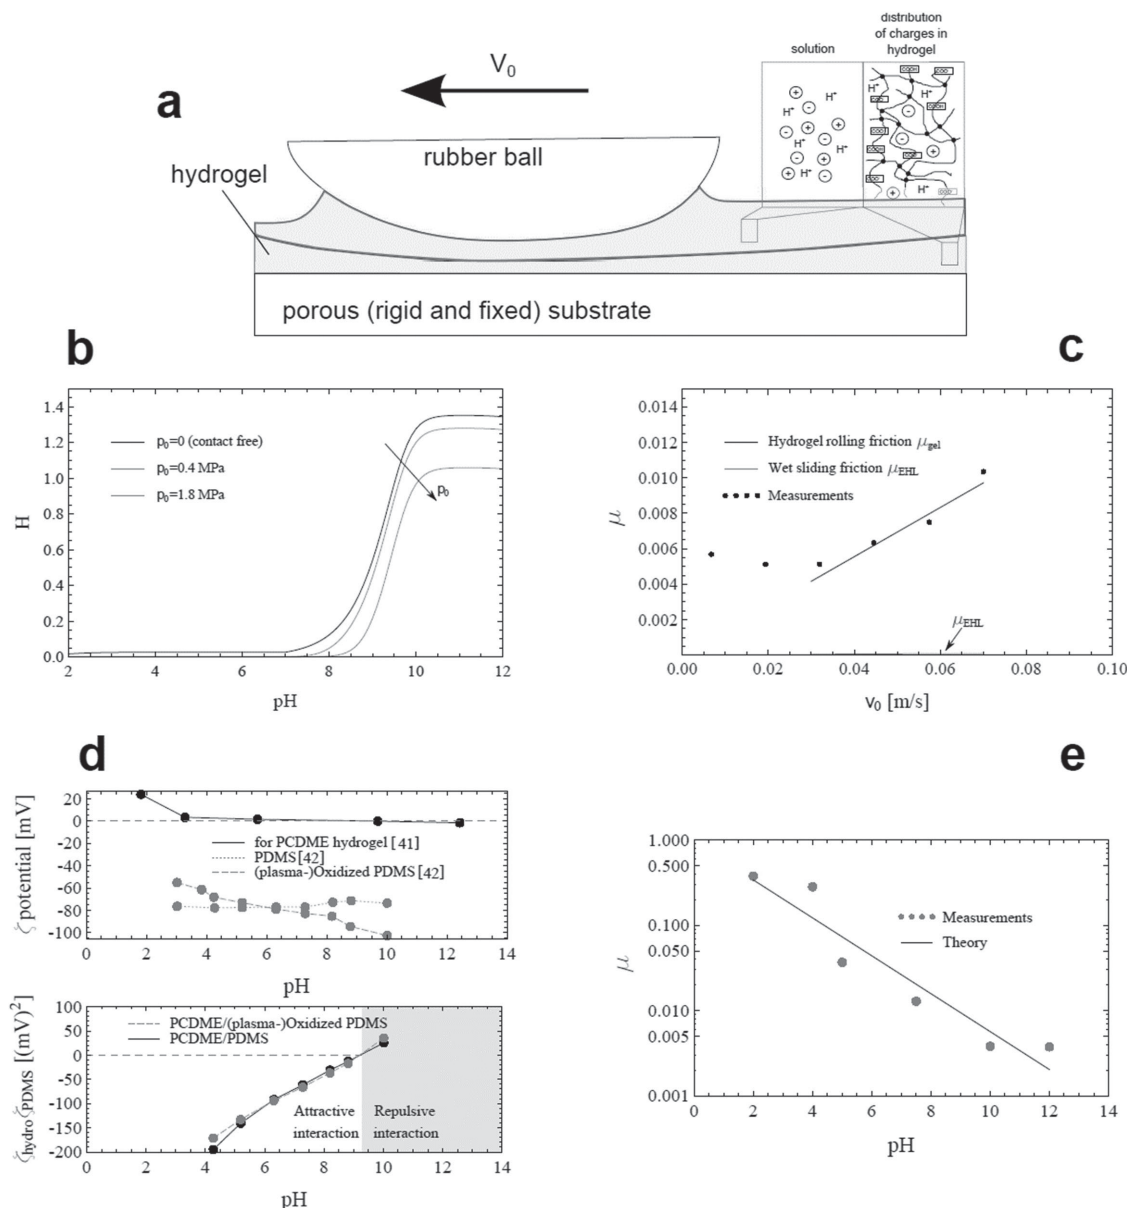 a
V0
rubber ball
hydrogel
porous (rigid and fixed) substrate
solution
distribution
of charges in
hydrogel
H+
H+
H+
H+
H+
H+
H+
COOH
COO-
COOH
b
1.4
1.2
1.0
0.8
0.6
0.4
0.2
0.0
H
p0=0 (contact free)
p0=0.4 MPa
p0=1.8 MPa
p0
2 4 6 8 10 12
pH
c
0.014
0.012
0.010
0.008
0.006
0.004
0.002
0.000
μ
Hydrogel rolling friction μgel
Wet sliding friction μEHL
Measurements
μEHL
0.00 0.02 0.04 0.06 0.08 0.10
v0 [m/s]
d
20
0
-20
-40
-60
-80
-100
ζ potential [mV]
for PCDME hydrogel [41]
PDMS [42]
(plasma-)Oxidized PDMS [42]
0 2 4 6 8 10 12 14
pH
100
50
0
-50
-100
-150
-200
ζhydro ζPDMS [(mV)2]
PCDME/(plasma-)Oxidized PDMS
PCDME/PDMS
Attractive
interaction
Repulsive
interaction
0 2 4 6 8 10 12 14
pH
e
1.000
0.500
0.100
0.050
0.010
0.005
0.001
μ
Measurements
Theory
0 2 4 6 8 10 12 14
pH